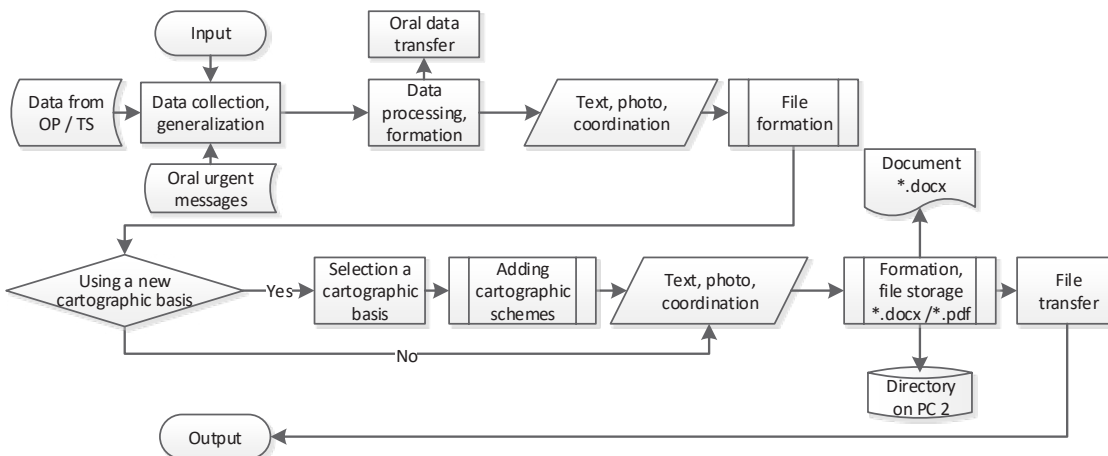 Input
Oral data
transfer
Data from
OP / TS
Data collection,
generalization
Data
processing,
formation
Text, photo,
coordination
File
formation
Oral urgent
messages
Document
*.docx
Using a new
cartographic basis
Yes
Selection a
cartographic
basis
Adding
cartographic
schemes
Text, photo,
coordination
Formation,
file storage
*.docx /*.pdf
File
transfer
No
Directory
on PC 2
Output